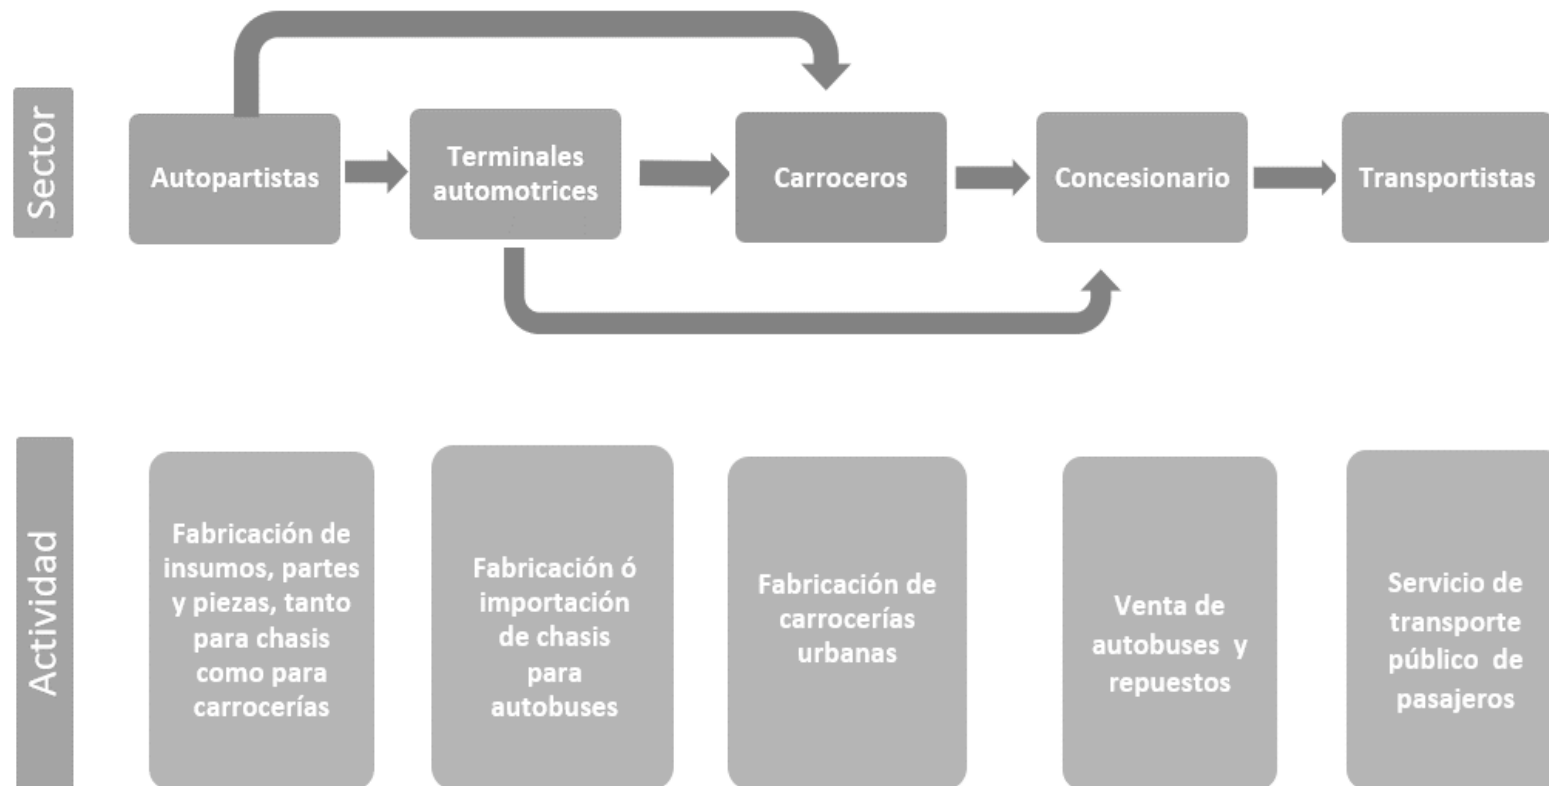 Sector
Autopartistas
Terminales
automotrices
Carroceros
Concesionario
Transportistas
Actividad
Fabricación de
insumos, partes
y piezas, tanto
para chasis
como para
carrocerías
Fabricación ó
importación
de chasis
para
autobuses
Fabricación de
carrocerías
urbanas
Venta de
autobuses y
repuestos
Servicio de
transporte
público de
pasajeros